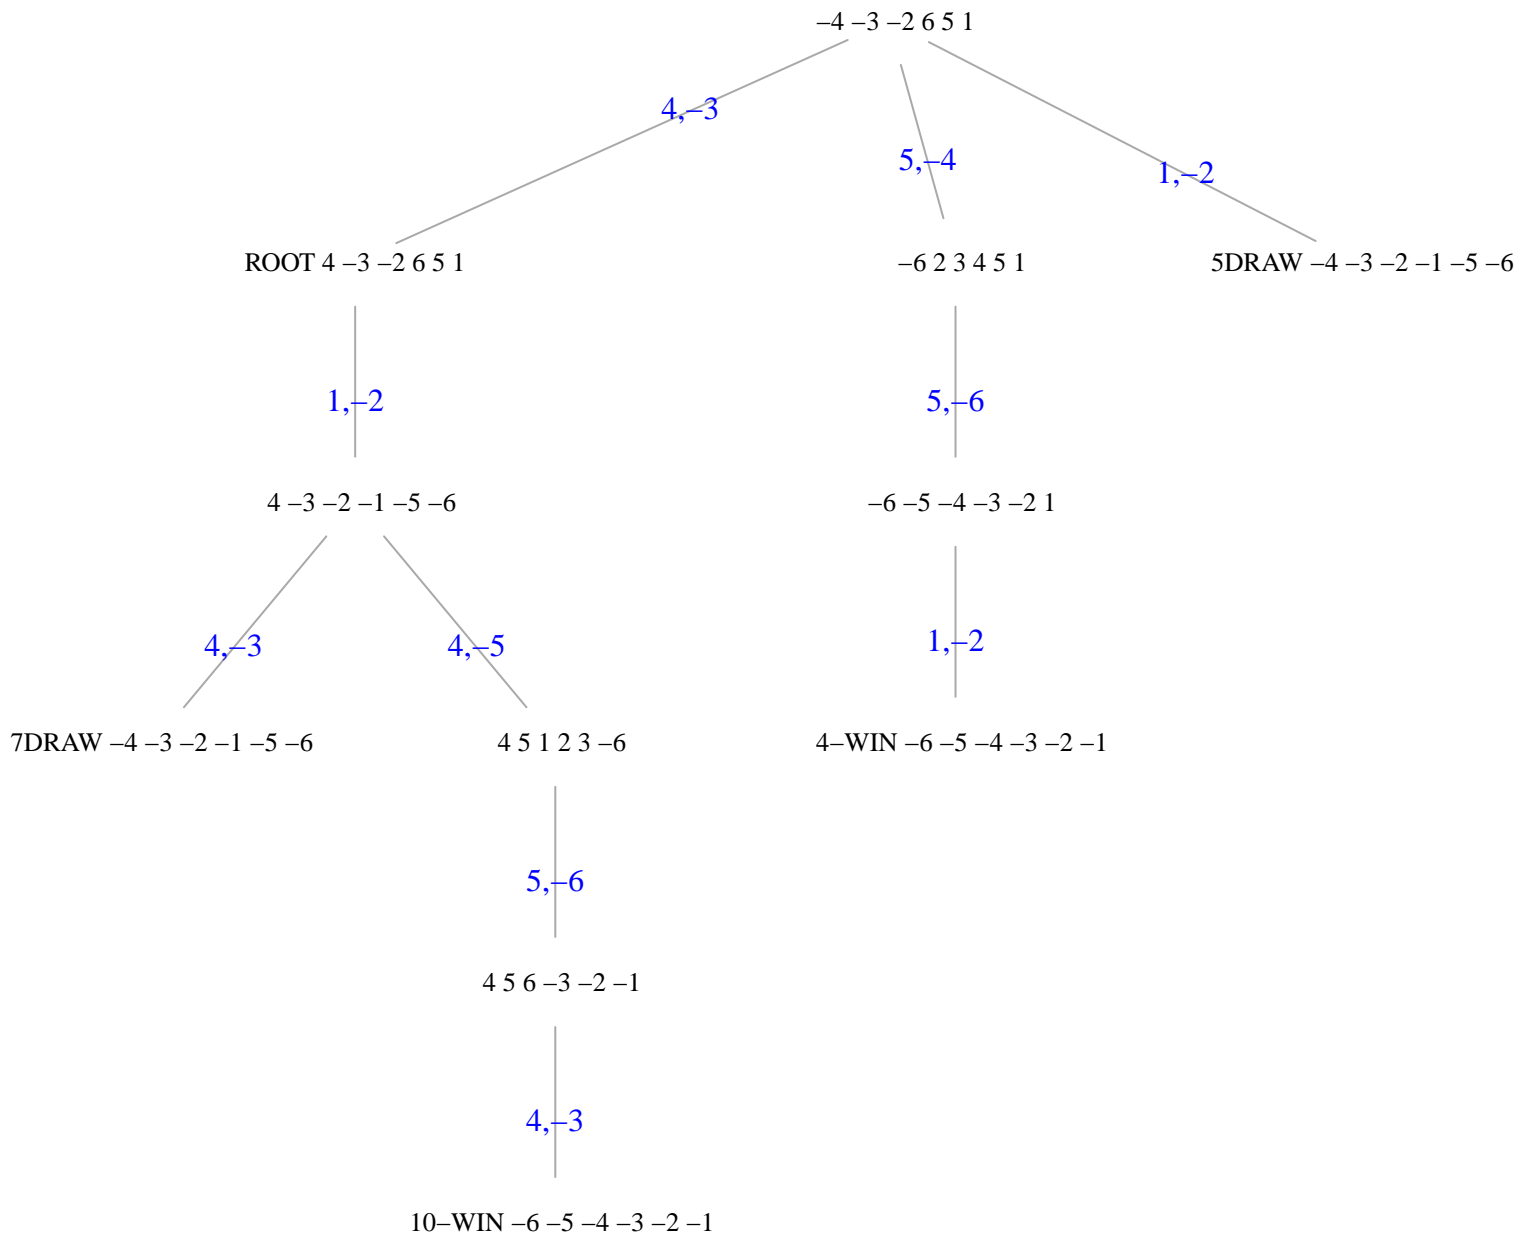 –4 –3 –2 6 5 1
4,–3
5,–4
1,–2
ROOT 4 –3 –2 6 5 1
–6 2 3 4 5 1
5DRAW –4 –3 –2 –1 –5 –6
1,–2
5,–6
4 –3 –2 –1 –5 –6
–6 –5 –4 –3 –2 1
4,–3
4,–5
1,–2
7DRAW –4 –3 –2 –1 –5 –6
4 5 1 2 3 –6
4–WIN –6 –5 –4 –3 –2 –1
5,–6
4 5 6 –3 –2 –1
4,–3
10–WIN –6 –5 –4 –3 –2 –1